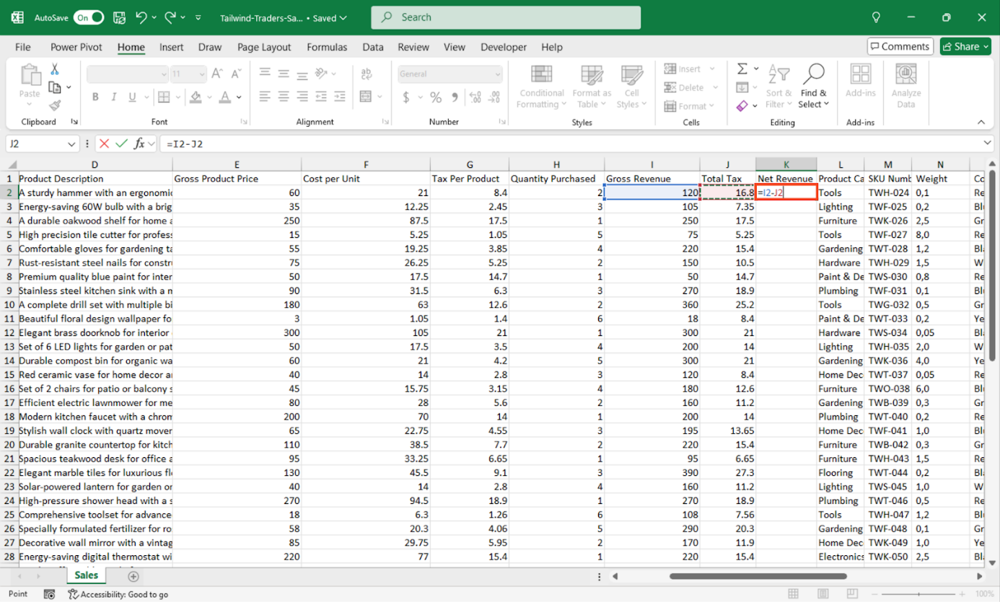 AutoSave On Tailwind-Traders-Sa... • Saved Search
File Power Pivot Home Insert Draw Page Layout Formulas Data Review View Developer Help Comments Share
Paste 11 General Conditional Formatting Format as Table Cell Styles Insert Delete Format Sort & Filter Find & Select Add-ins Analyze Data
Clipboard Font Alignment Number Styles Cells Editing Add-ins
J2 fx =I2-J2
D E F G H I J K L M N
1 Product Description Gross Product Price Cost per Unit Tax Per Product Quantity Purchased Gross Revenue Total Tax Net Revenue Product Ca SKU Numb Weight Co
2 A sturdy hammer with an ergonomic 60 21 8.4 2 120 16.8 =I2-J2 Tools TWH-024 0,1 Re
3 Energy-saving 60W bulb with a brig 35 12.25 2.45 3 105 7.35 Lighting TWF-025 0,2 Bl
4 A durable oakwood shelf for home a 250 87.5 17.5 1 250 17.5 Furniture TWK-026 2,5 Gr
5 High precision tile cutter for profes 15 5.25 1.05 5 75 5.25 Tools TWF-027 8,0 Re
6 Comfortable gloves for gardening ta 55 19.25 3.85 4 220 15.4 Gardening TWT-028 1,2 Bl
7 Rust-resistant steel nails for constr 75 26.25 5.25 2 150 10.5 Hardware TWH-029 1,5 W
8 Premium quality blue paint for inter 50 17.5 14.7 1 50 14.7 Paint & De TWS-030 0,8 Re
9 Stainless steel kitchen sink with a m 90 31.5 6.3 3 270 18.9 Plumbing TWF-031 0,1 Bl
10 A complete drill set with multiple bi 180 63 12.6 2 360 25.2 Tools TWG-032 0,5 Gr
11 Beautiful floral design wallpaper fo 3 1.05 1.4 6 18 8.4 Paint & De TWT-033 0,2 Ye
12 Elegant brass doorknob for interior 300 105 21 1 300 21 Hardware TWS-034 0,05 Bl
13 Set of 6 LED lights for garden or pat 50 17.5 3.5 4 200 14 Lighting TWH-035 2,0 W
14 Durable compost bin for organic wa 60 21 4.2 5 300 21 Gardening TWK-036 4,0 Ye
15 Red ceramic vase for home decor a 40 14 2.8 3 120 8.4 Home Dec TWT-037 0,05 Re
16 Set of 2 chairs for patio or balcony s 45 15.75 3.15 4 180 12.6 Furniture TWO-038 6,0 Bl
17 Efficient electric lawnmower for me 80 28 5.6 2 160 11.2 Gardening TWB-039 0,3 Gr
18 Modern kitchen faucet with a chrom 200 70 14 1 200 14 Plumbing TWT-040 0,2 Re
19 Stylish wall clock with quartz mover 65 22.75 4.55 3 195 13.65 Home Dec TWF-041 1,0 Bl
20 Durable granite countertop for kitch 110 38.5 7.7 2 220 15.4 Furniture TWB-042 0,3 Gr
21 Spacious teakwood desk for office a 95 33.25 6.65 1 95 6.65 Furniture TWH-043 1,5 Re
22 Elegant marble tiles for luxurious fl 130 45.5 9.1 3 390 27.3 Flooring TWT-044 0,2 Bl
23 Solar-powered lantern for garden or 40 14 2.8 4 160 11.2 Lighting TWS-045 1,0 W
24 High-pressure shower head with a s 270 94.5 18.9 1 270 18.9 Plumbing TWT-046 0,5 Re
25 Comprehensive toolset for advance 18 6.3 1.26 6 108 7.56 Tools TWH-047 1,2 Bl
26 Specially formulated fertilizer for ro 58 20.3 4.06 5 290 20.3 Gardening TWF-048 0,1 Gr
27 Decorative wall mirror with a vintag 85 29.75 5.95 2 170 11.9 Home Dec TWK-049 1,0 Ye
28 Energy-saving digital thermostat wi 220 77 15.4 1 220 15.4 Electronics TWK-050 2,5 Bl
Sales
Point Accessibility: Good to go 100%